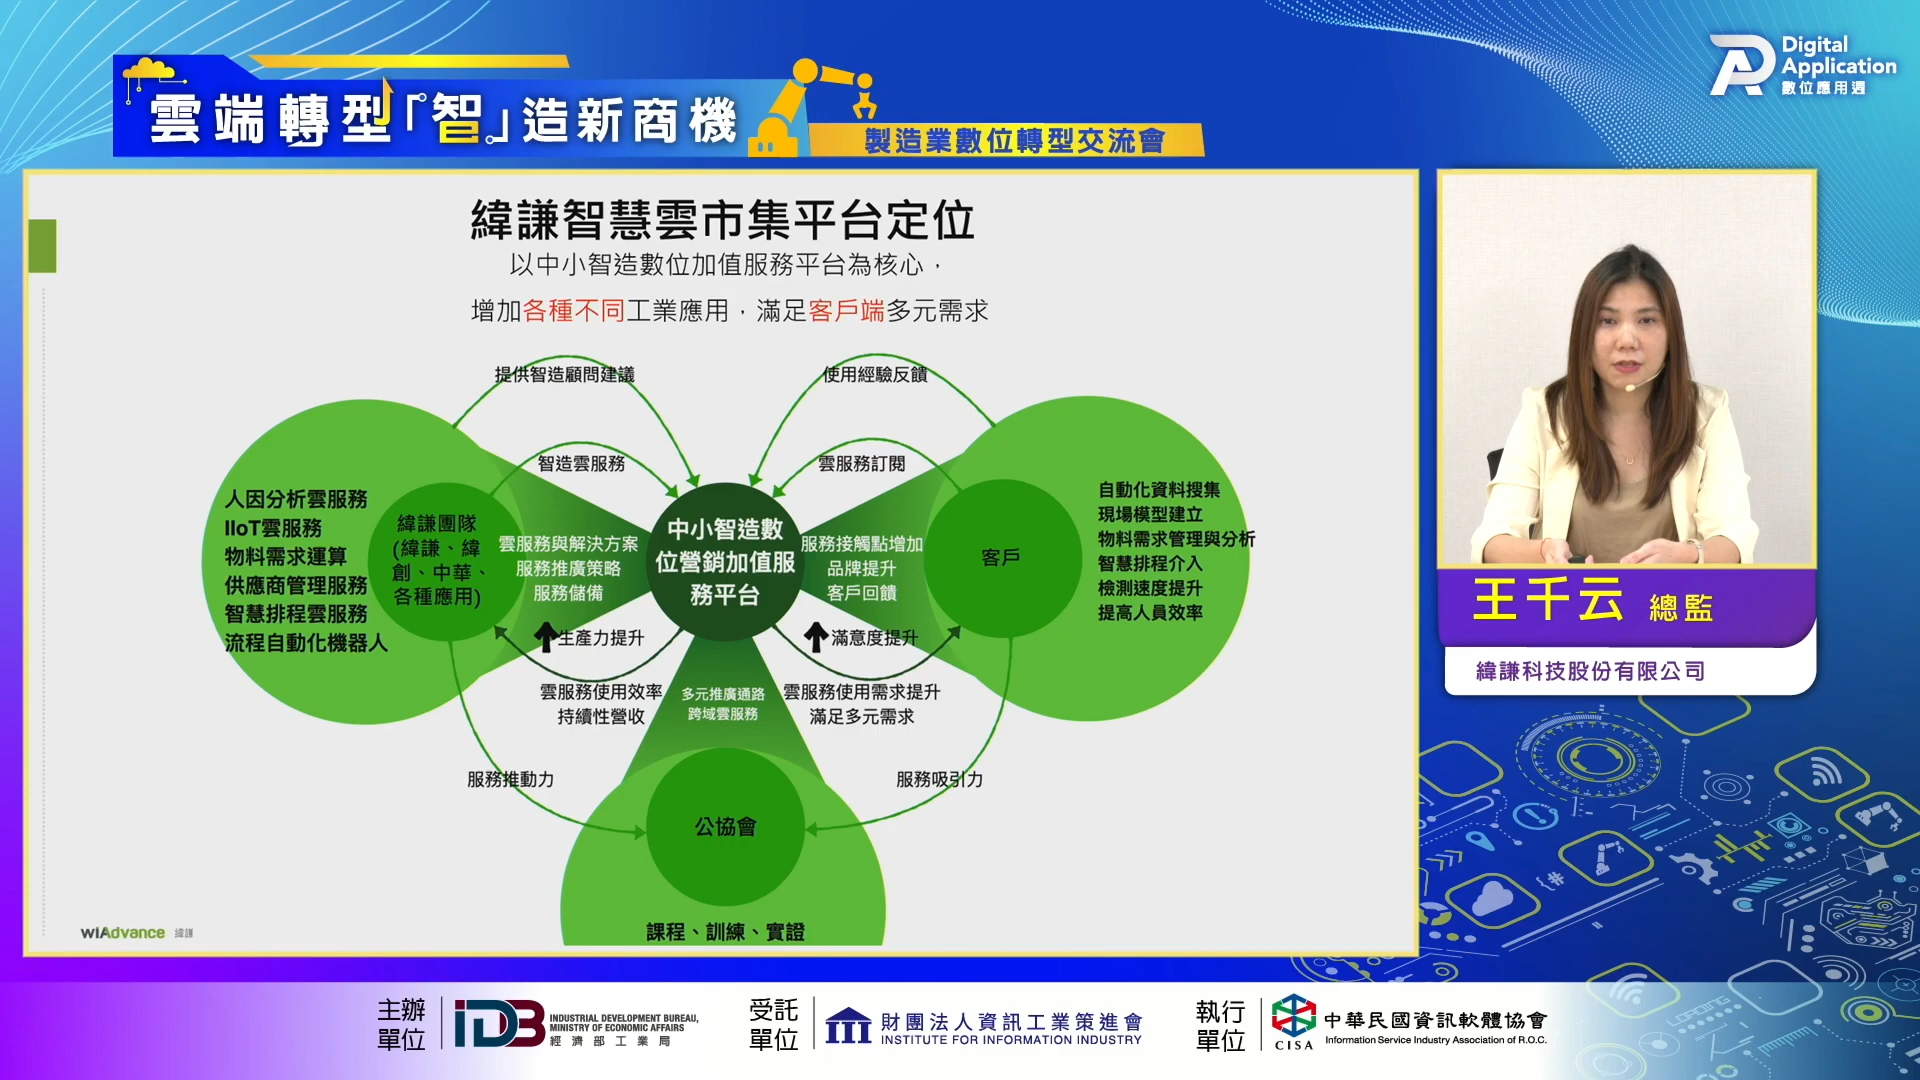 Digital
Application
數位應用週
雲端轉型「智」造新商機
製造業數位轉型交流會
緯謙智慧雲市集平台定位
以中小智造數位加值服務平台為核心，
增加各種不同工業應用，滿足客戶端多元需求
提供智造顧問建議
使用經驗反饋
智造雲服務
雲服務訂閱
人因分析雲服務
IIoT雲服務
物料需求運算
供應商管理服務
智慧排程雲服務
流程自動化機器人
緯謙團隊
(緯謙、緯
創、中華、
各種應用)
雲服務與解決方案
服務推廣策略
服務儲備
中小智造數
位營銷加值服
務平台
服務接觸點增加
品牌提升
客戶回饋
客戶
自動化資料搜集
現場模型建立
物料需求管理與分析
智慧排程介入
檢測速度提升
提高人員效率
生產力提升
滿意度提升
雲服務使用效率
持續性營收
多元推廣通路
跨域雲服務
雲服務使用需求提升
滿足多元需求
服務推動力
服務吸引力
公協會
課程、訓練、實證
wiAdvance 緯謙
王千云 總監
緯謙科技股份有限公司
主辦
單位
IDB
INDUSTRIAL DEVELOPMENT BUREAU,
MINISTRY OF ECONOMIC AFFAIRS
經濟部工業局
受託
單位
財團法人資訊工業策進會
INSTITUTE FOR INFORMATION INDUSTRY
執行
單位
CISA
中華民國資訊軟體協會
Information Service Industry Association of R.O.C.